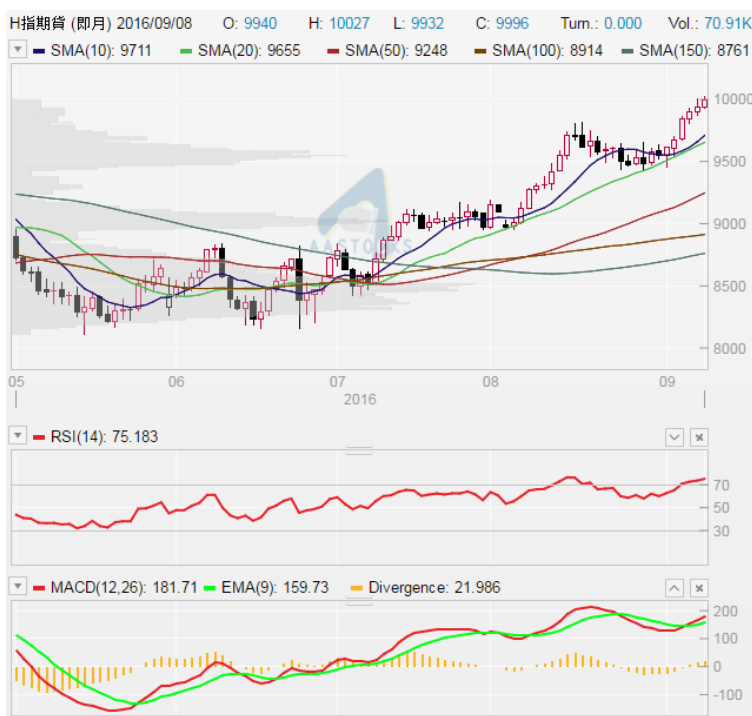 H指期貨 (即月) 2016/09/08 O: 9940 H: 10027 L: 9932 C: 9996 Turn.: 0.000 Vol.: 70.91K
SMA(10): 9711 SMA(20): 9655 SMA(50): 9248 SMA(100): 8914 SMA(150): 8761
10000
9500
9000
AASTOCKS
8500
8000
05 06 07 08 09
2016
RSI(14): 75.183
70
50
30
MACD(12,26): 181.71 EMA(9): 159.73 Divergence: 21.986
200
100
0
-100